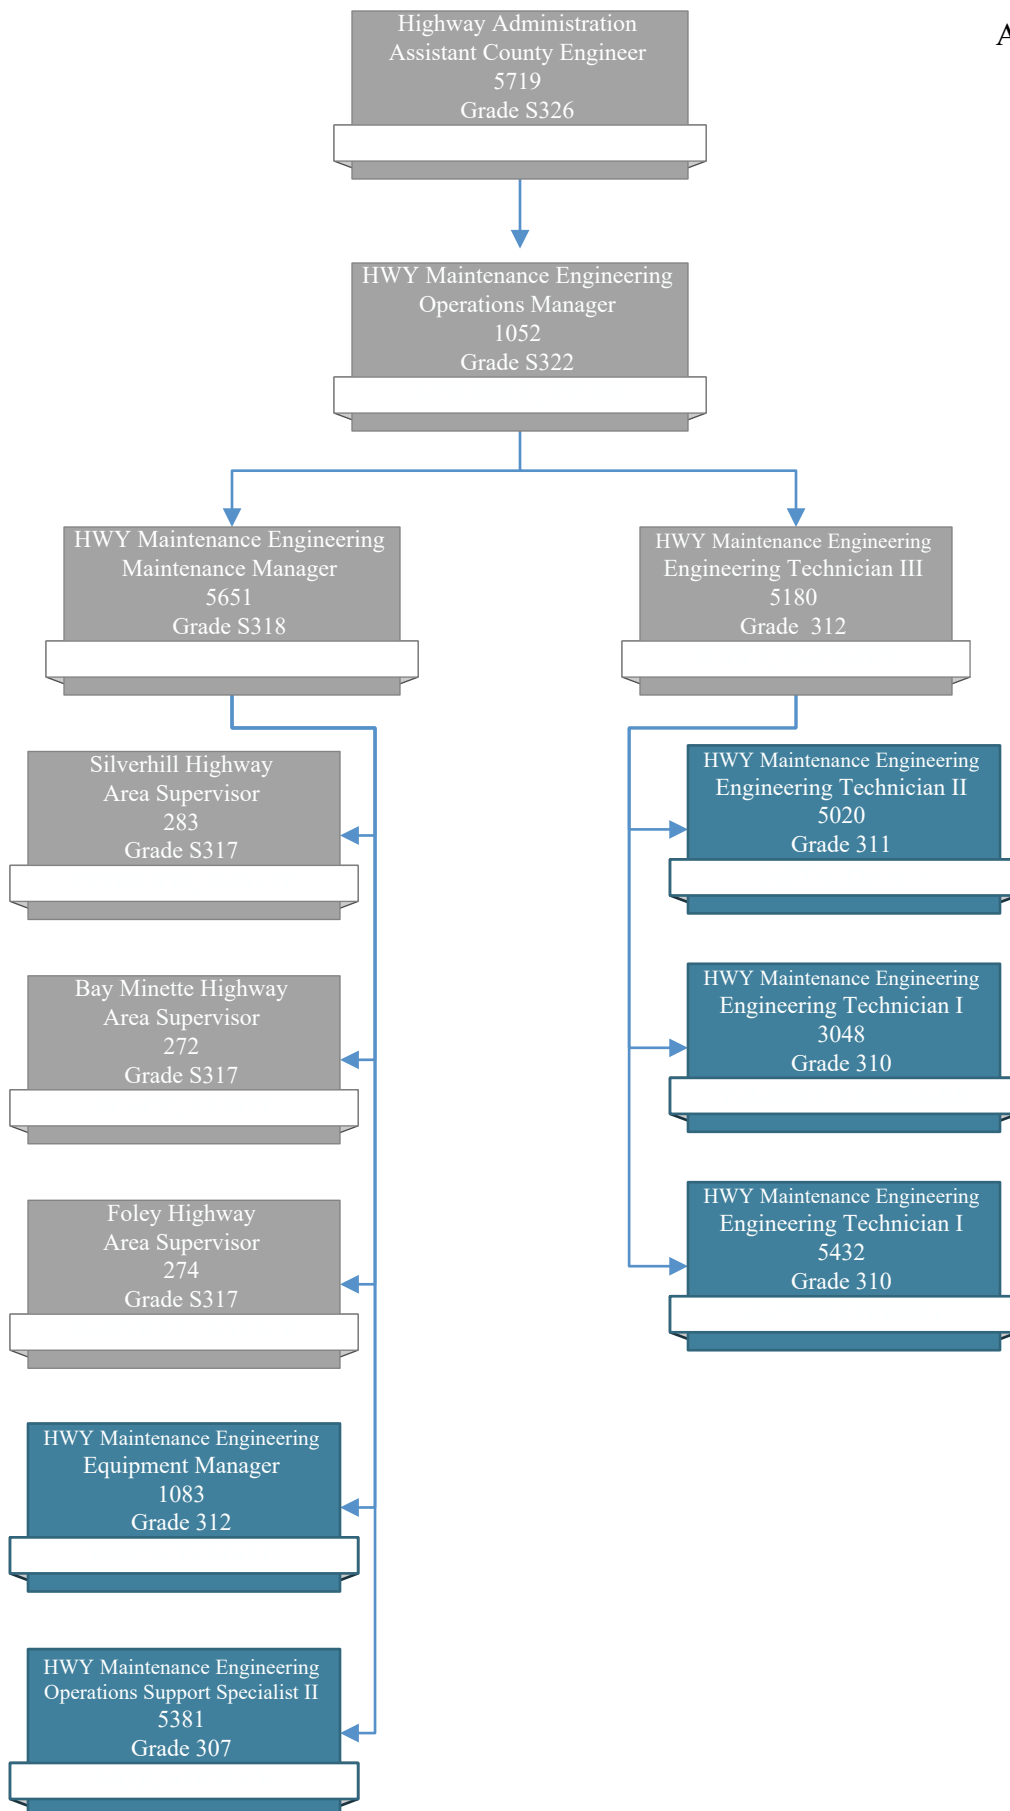 A
Highway Administration
Assistant County Engineer
5719
Grade S326
HWY Maintenance Engineering
Operations Manager
1052
Grade S322
HWY Maintenance Engineering
Maintenance Manager
5651
Grade S318
HWY Maintenance Engineering
Engineering Technician III
5180
Grade 312
Silverhill Highway
Area Supervisor
283
Grade S317
Bay Minette Highway
Area Supervisor
272
Grade S317
Foley Highway
Area Supervisor
274
Grade S317
HWY Maintenance Engineering
Equipment Manager
1083
Grade 312
HWY Maintenance Engineering
Operations Support Specialist II
5381
Grade 307
HWY Maintenance Engineering
Engineering Technician II
5020
Grade 311
HWY Maintenance Engineering
Engineering Technician I
3048
Grade 310
HWY Maintenance Engineering
Engineering Technician I
5432
Grade 310